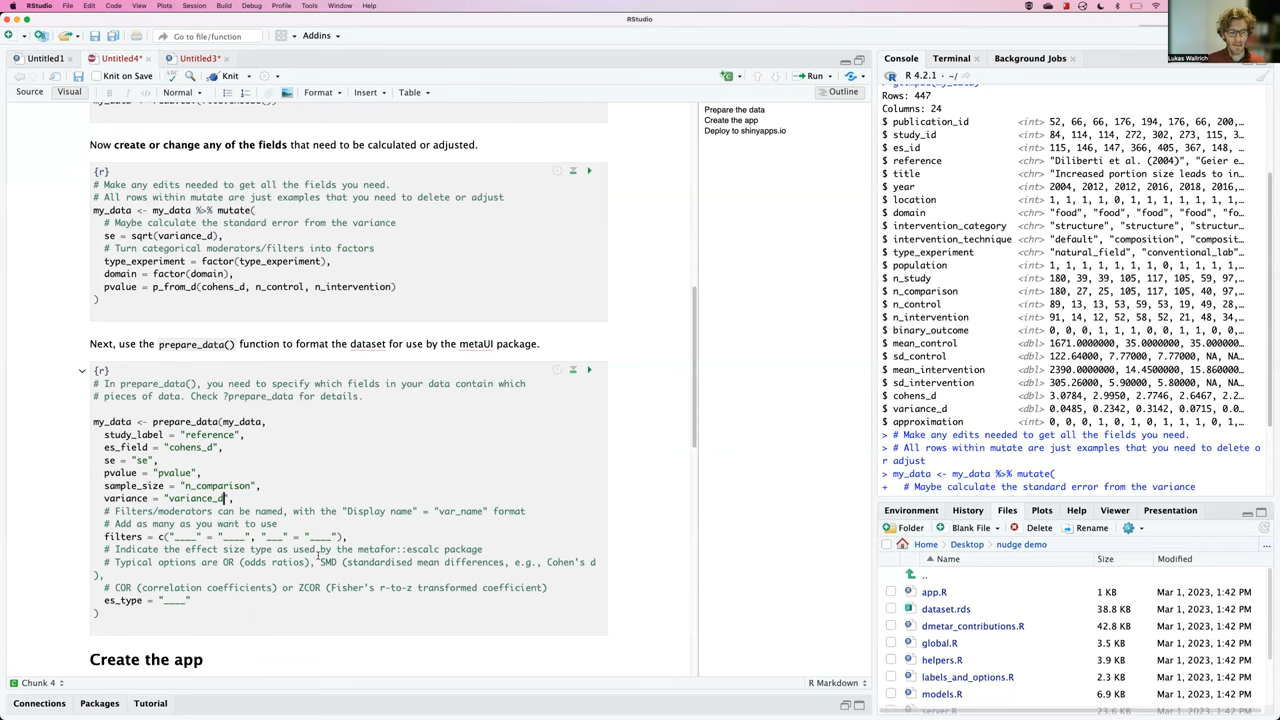 RStudio File Edit Code View Plots Session Build Debug Profile Tools Window Help
RStudio
Go to file/function
Addins
Lukas Wallrich
Untitled1
Untitled4*
Untitled3*
Knit on Save
Knit
Run
Source Visual
Normal
Format
Insert
Table
Outline
Prepare the data
Create the app
Deploy to shinyapps.io
Now create or change any of the fields that need to be calculated or adjusted.
{r}
# Make any edits needed to get all the fields you need.
# All rows within mutate are just examples that you need to delete or adjust
my_data <- my_data %>% mutate(
# Maybe calculate the standard error from the variance
se = sqrt(variance_d),
# Turn categorical moderators/filters into factors
type_experiment = factor(type_experiment),
domain = factor(domain),
pvalue = p_from_d(cohens_d, n_control, n_intervention)
)
Next, use the prepare_data() function to format the dataset for use by the metaUI package.
{r}
# In prepare_data(), you need to specify which fields in your data contain which
# pieces of data. Check ?prepare_data for details.
my_data <- prepare_data(my_data,
study_label = "reference",
es_field = "cohens_d",
se = "se",
pvalue = "pvalue",
sample_size = "n_comparison",
variance = "variance_d",
# Filters/moderators can be named, with the "Display name" = "var_name" format
# Add as many as you want to use
filters = c("____" = "____", "____" = "____"),
# Indicate the effect size type used by the metafor::escalc package
# Typical options are OR (odds ratios), SMD (standardised mean differences, e.g., Cohen's d
),
# COR (correlation coefficients) or ZCOR (Fisher's r-to-z transformed coefficient)
es_type = "____"
)
Create the app
Chunk 4
R Markdown
Connections Packages Tutorial
Console Terminal Background Jobs
R 4.2.1 · ~/
Rows: 447
Columns: 24
$ publication_id <int> 52, 66, 66, 176, 194, 176, 66, 200,…
$ study_id <int> 84, 114, 114, 272, 302, 273, 115, 3…
$ es_id <int> 115, 146, 147, 366, 405, 367, 148, …
$ reference <chr> "Diliberti et al. (2004)", "Geier e…
$ title <chr> "Increased portion size leads to in…
$ year <int> 2004, 2012, 2012, 2016, 2018, 2016,…
$ location <int> 1, 1, 1, 1, 0, 1, 1, 1, 1, 1, 1, 1,…
$ domain <chr> "food", "food", "food", "food", "fo…
$ intervention_category <chr> "structure", "structure", "structur…
$ intervention_technique <chr> "default", "composition", "composit…
$ type_experiment <chr> "natural_field", "conventional_lab"…
$ population <int> 1, 1, 1, 1, 1, 1, 0, 1, 1, 1, 1,…
$ n_study <int> 180, 39, 39, 105, 117, 105, 59, 97,…
$ n_comparison <int> 180, 27, 25, 105, 117, 105, 40, 97,…
$ n_control <int> 89, 13, 13, 53, 59, 53, 19, 49, 28,…
$ n_intervention <int> 91, 14, 12, 52, 58, 52, 21, 48, 34,…
$ binary_outcome <int> 0, 0, 0, 1, 1, 1, 0, 1, 1, 0, 0,…
$ mean_control <dbl> 1671.0000000, 35.0000000, 35.000000…
$ sd_control <dbl> 122.64000, 7.77000, 7.77000, NA, NA…
$ mean_intervention <dbl> 2390.0000000, 14.4500000, 15.860000…
$ sd_intervention <dbl> 305.26000, 5.90000, 5.80000, NA, NA…
$ cohens_d <dbl> 3.0784, 2.9950, 2.7746, 2.6467, 2.2…
$ variance_d <dbl> 0.0485, 0.2342, 0.3142, 0.0715, 0.0…
$ approximation <int> 0, 0, 0, 1, 0, 1, 0, 1, 1, 1, 1,…
> # Make any edits needed to get all the fields you need.
> # All rows within mutate are just examples that you need to delete o
r adjust
> my_data <- my_data %>% mutate(
+ # Maybe calculate the standard error from the variance
Environment History Files Plots Git Help Viewer Presentation
Folder Blank File Delete Rename
Home Desktop nudge demo
Name Size Modified
..
app.R 1 KB Mar 1, 2023, 1:42 PM
dataset.rds 38.8 KB Mar 1, 2023, 1:42 PM
dmetar_contributions.R 42.8 KB Mar 1, 2023, 1:42 PM
global.R 3.5 KB Mar 1, 2023, 1:42 PM
helpers.R 3.9 KB Mar 1, 2023, 1:42 PM
labels_and_options.R 2.3 KB Mar 1, 2023, 1:42 PM
models.R 6.9 KB Mar 1, 2023, 1:42 PM
server.R 23.6 KB Mar 1, 2023, 1:42 PM